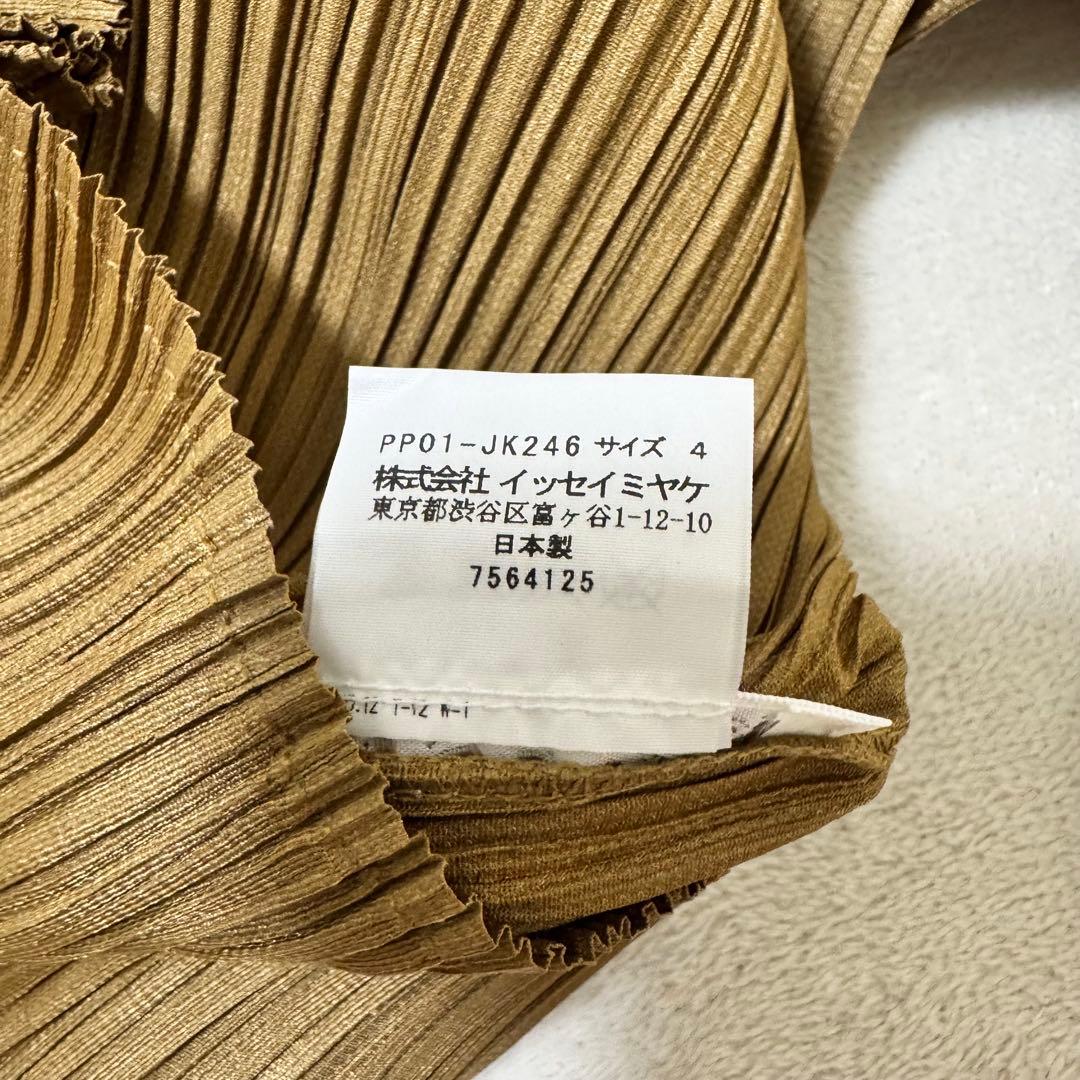 PP01-JK246 サイズ 4
株式会社 イッセイミヤケ
東京都渋谷区富ヶ谷1-12-10
日本製
7564125